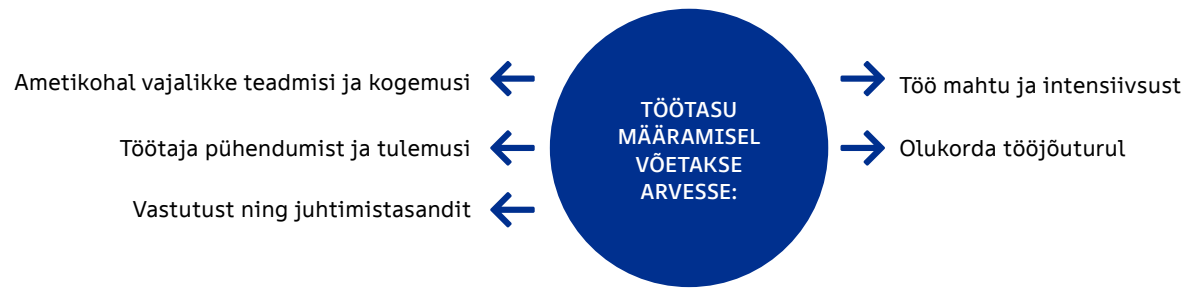 TÖÖTASU
MÄÄRAMISEL
VÕETAKSE
ARVESSE:
Ametikohal vajalikke teadmisi ja kogemusi
Töötaja pühendumist ja tulemusi
Vastutust ning juhtimistasandit
Töö mahtu ja intensiivsust
Olukorda tööjõuturul